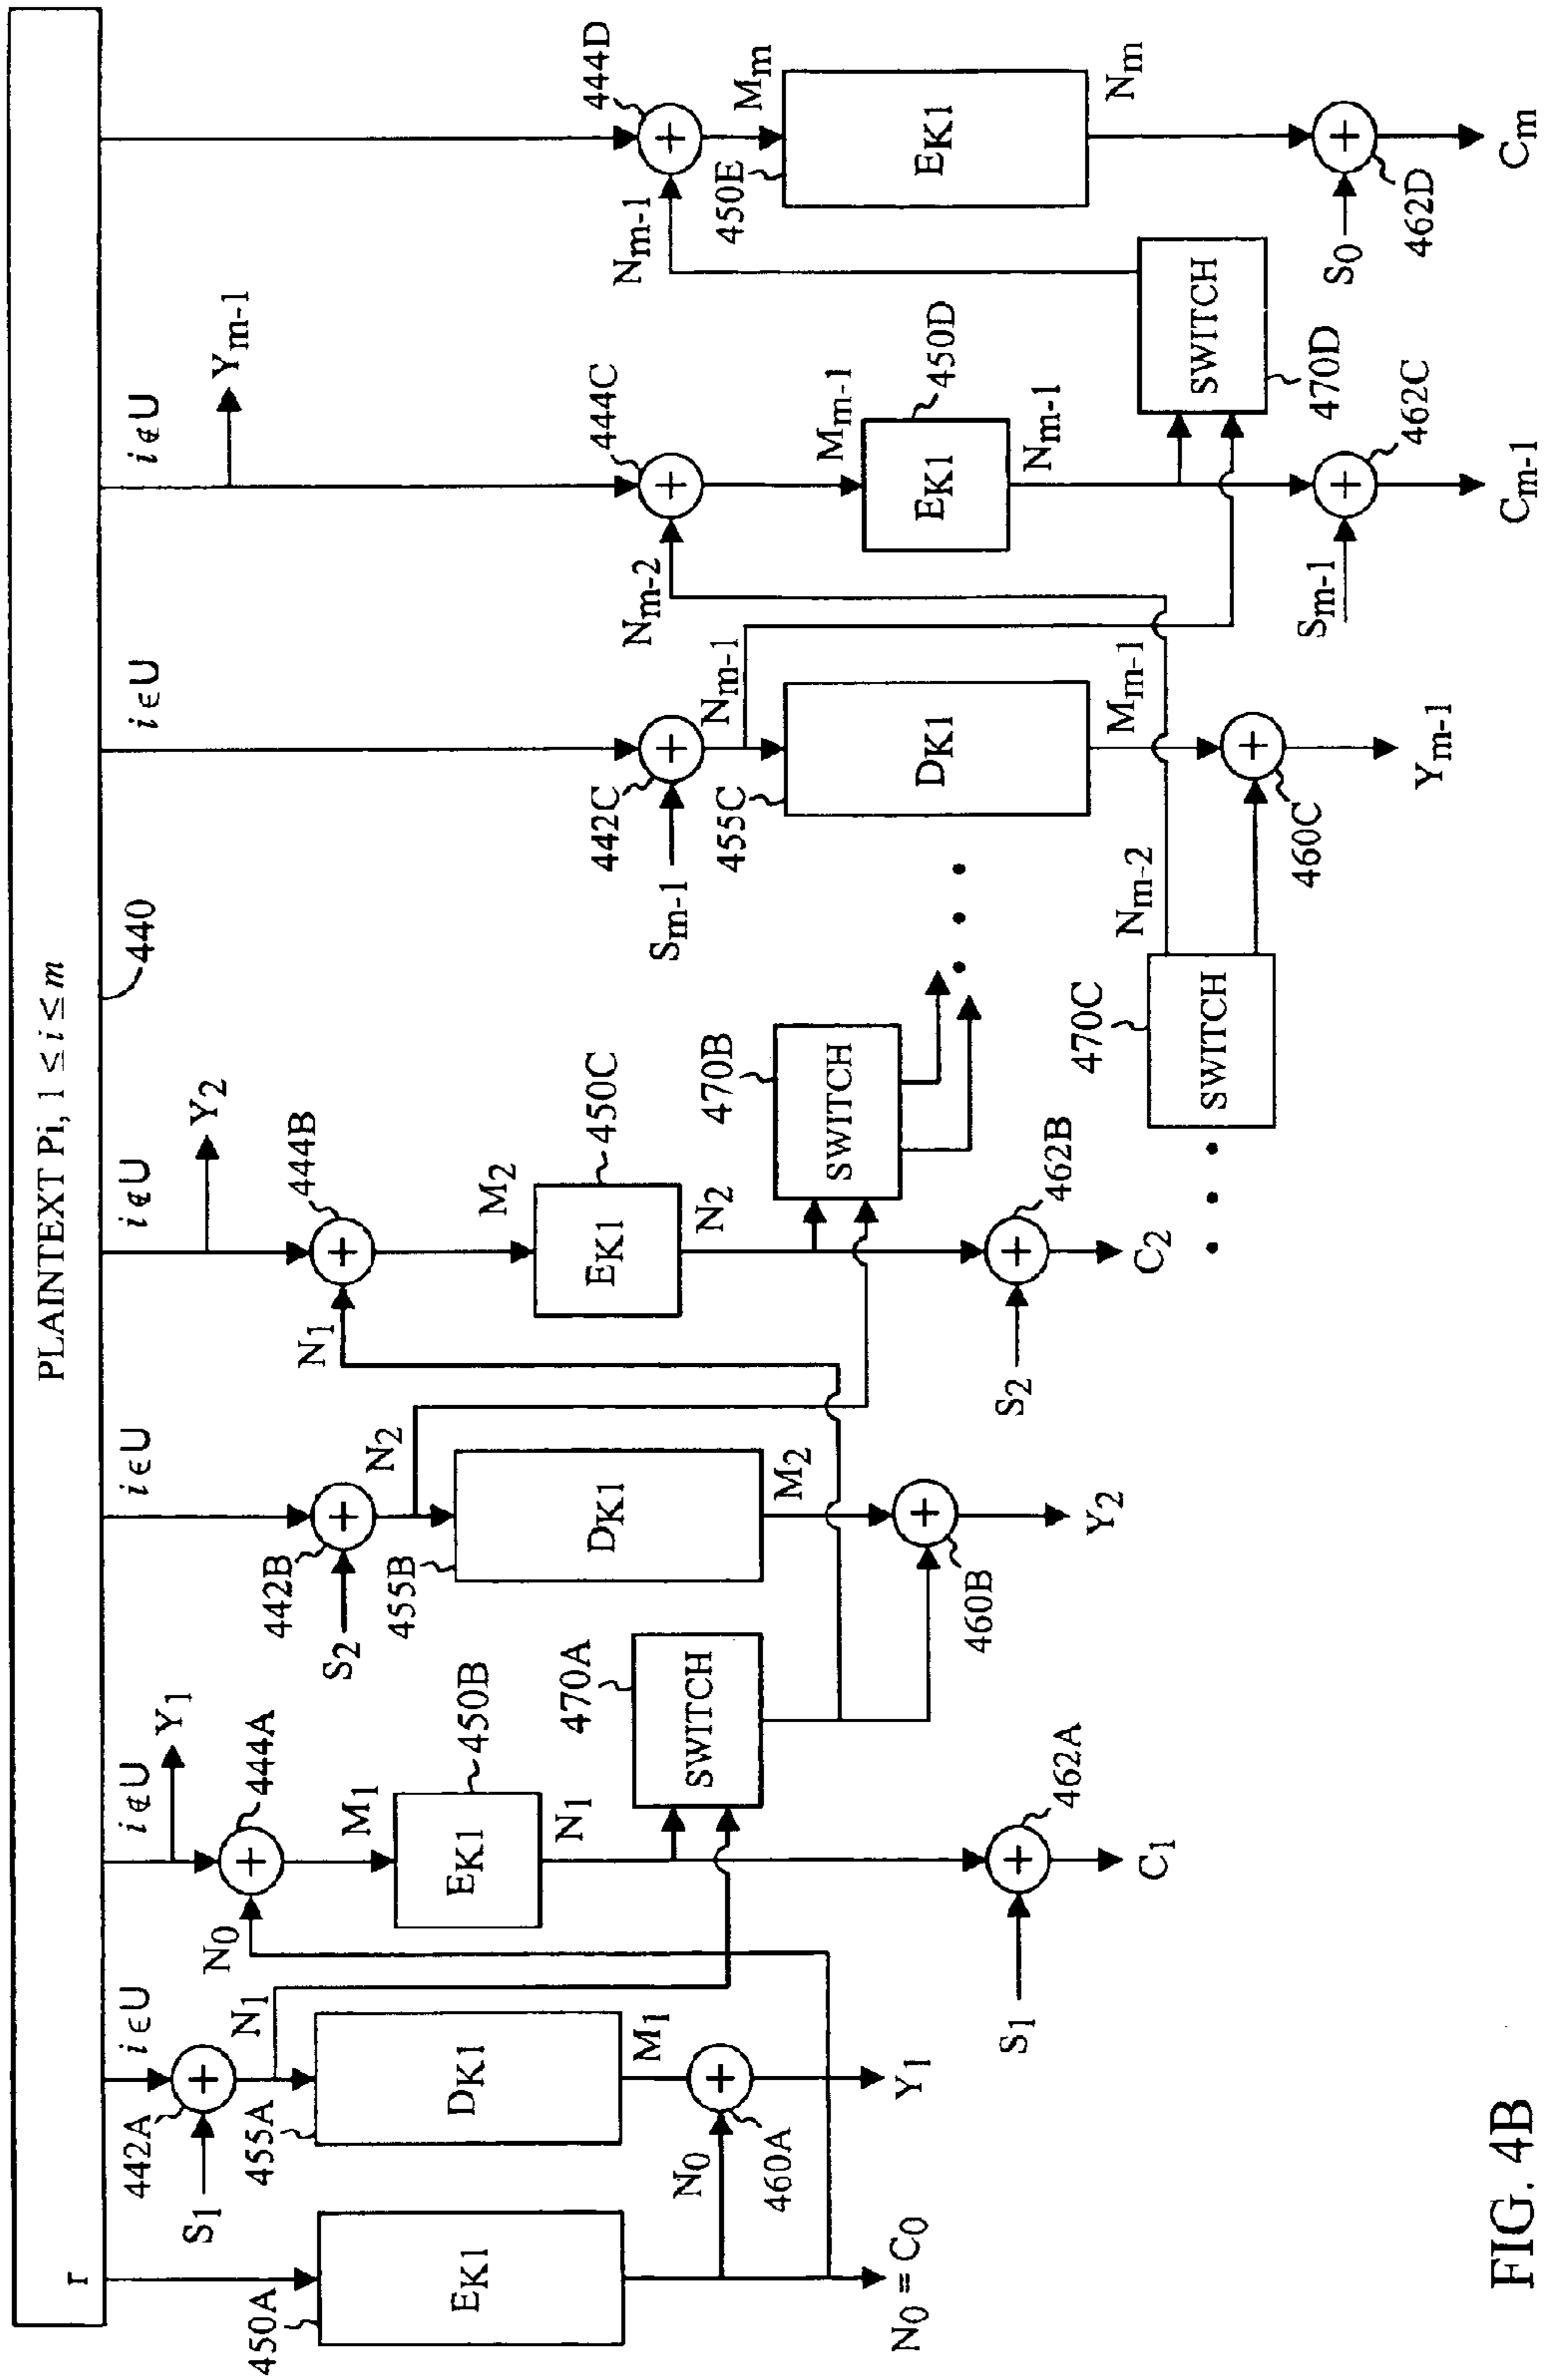 PLAINTEXT Pi, 1 ≤ i ≤ m
440
r
450A
EK1
N0 = C0
i ϵ U
442A
S1
N1
455A
DK1
M1
N0
460A
Y1
i ∉ U
Y1
444A
N0
M1
EK1
450B
N1
470A
SWITCH
S1
462A
C1
i ϵ U
442B
S2
N2
455B
DK1
M2
460B
Y2
i ∉ U
Y2
444B
N1
M2
EK1
450C
N2
470B
SWITCH
S2
462B
C2
470C
SWITCH
Nm-2
i ϵ U
442C
Sm-1
Nm-1
455C
DK1
Mm-1
460C
Ym-1
i ∉ U
Ym-1
444C
Nm-2
Mm-1
EK1
450D
Nm-1
SWITCH
470D
Sm-1
462C
Cm-1
444D
Nm-1
Mm
450E
EK1
Nm
S0
462D
Cm
FIG. 4B